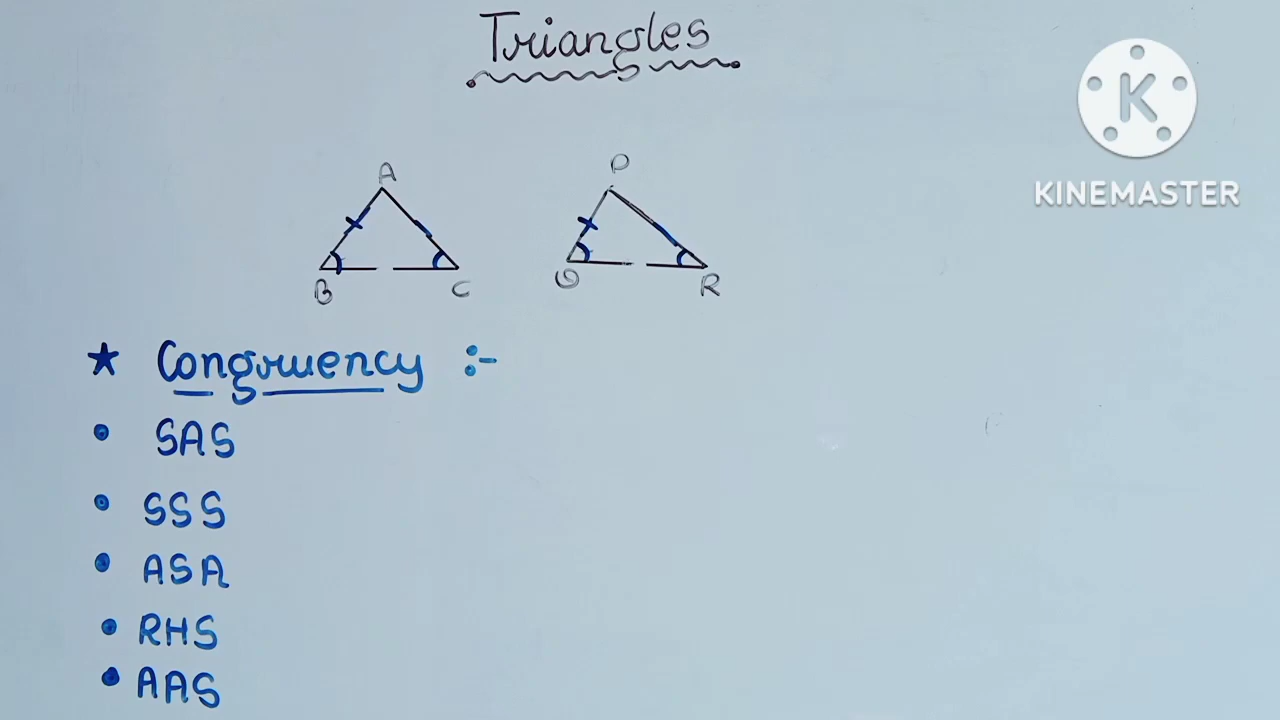 Triangles
K
KINEMASTER
A
P
B
C
Q
R
★ Congruency :-
• SAS
• SSS
• ASA
• RHS
• AAS